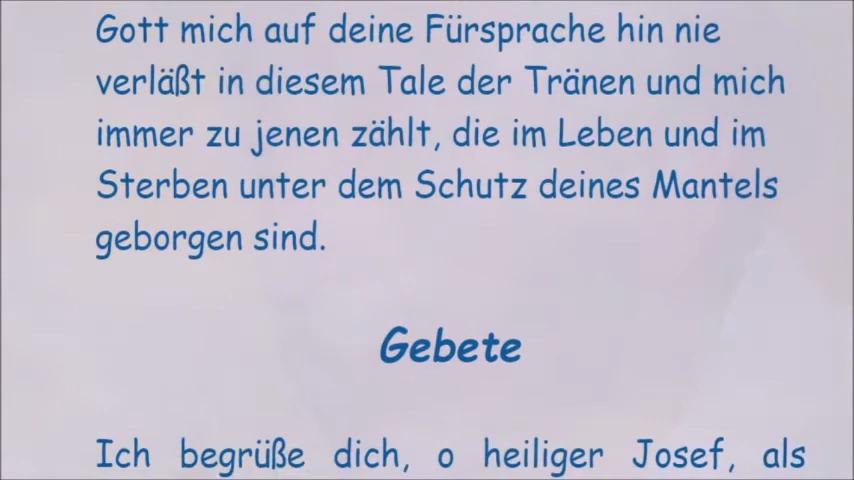 Gott mich auf deine Fürsprache hin nie
verläßt in diesem Tale der Tränen und mich
immer zu jenen zählt, die im Leben und im
Sterben unter dem Schutz deines Mantels
geborgen sind.
Gebete
Ich begrüße dich, o heiliger Josef, als